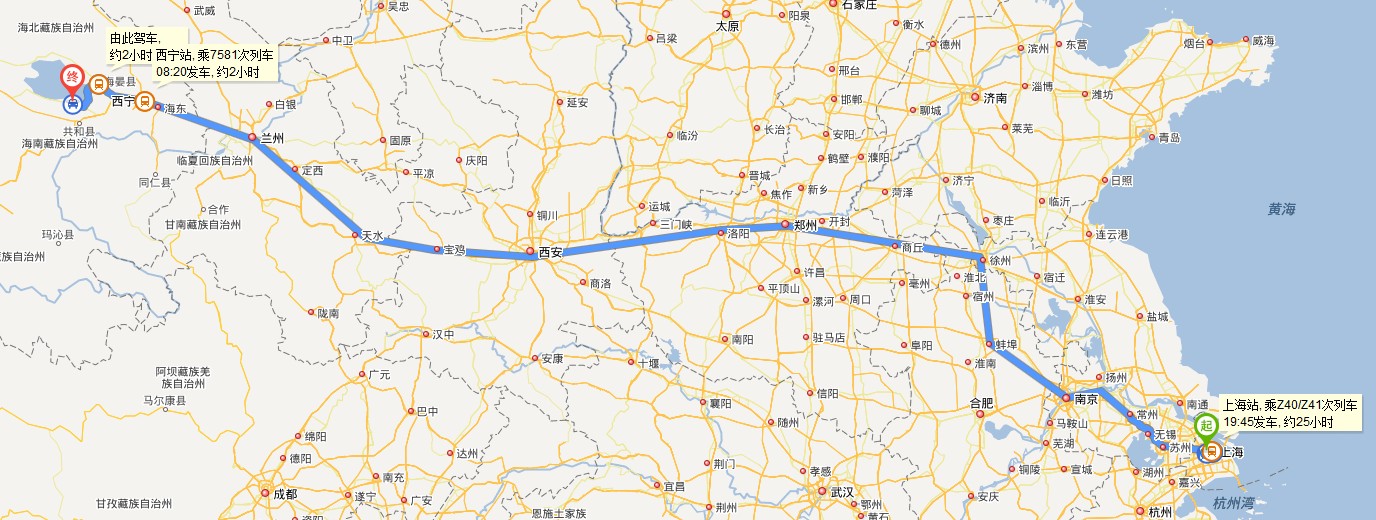 武威
吴忠
太原
阳泉
石家庄
衡水
德州
滨州
东营
烟台
威海
海北藏族自治州
中卫
吕梁
由此驾车,
约2小时
西宁站, 乘7581次列车
08:20发车, 约2小时
终
海晏县
西宁
海东
白银
延安
邢台
邯郸
聊城
济南
淄博
潍坊
莱芜
青岛
共和县
海南藏族自治州
兰州
临夏回族自治州
固原
庆阳
平凉
定西
临汾
长治
安阳
鹤壁
濮阳
晋城
新乡
焦作
菏泽
济宁
日照
临沂
枣庄
连云港
黄海
同仁县
合作
甘南藏族自治州
玛沁县
族自治州
天水
宝鸡
铜川
西安
运城
三门峡
洛阳
郑州
开封
商丘
徐州
淮北
宿州
宿迁
淮安
盐城
商洛
许昌
平顶山
漯河
周口
亳州
陇南
汉中
安康
十堰
南阳
驻马店
阜阳
蚌埠
淮南
信阳
合肥
南京
扬州
马鞍山
芜湖
常州
无锡
苏州
南通
上海站, 乘Z40/Z41次列车
19:45发车, 约25小时
起
上海
阿坝藏族羌
族自治州
马尔康县
广元
巴中
绵阳
德阳
成都
南充
遂宁
广安
达州
襄阳
随州
荆门
宜昌
荆州
孝感
武汉
鄂州
黄石
安庆
铜陵
宣城
湖州
嘉兴
杭州
杭州湾
甘孜藏族自治州
资阳
恩施土家族